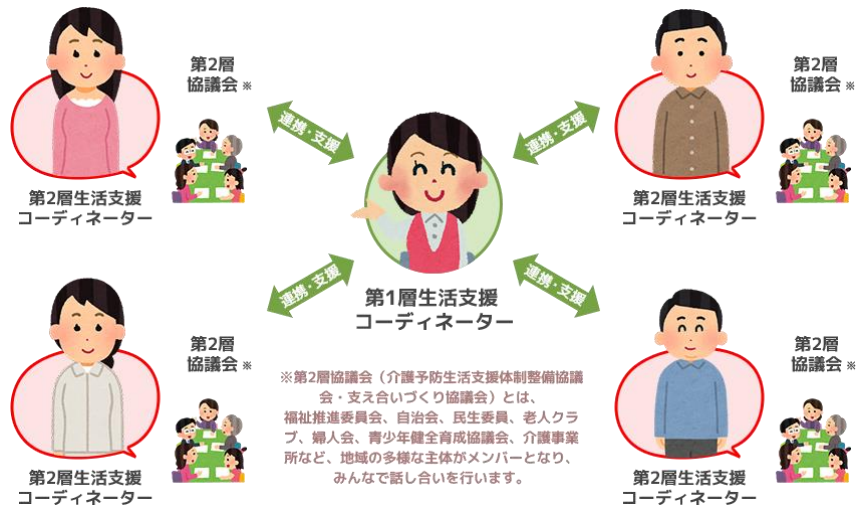 第2層
協議会 ※
連携・支援
第2層生活支援
コーディネーター
第2層
協議会 ※
連携・支援
第2層生活支援
コーディネーター
第1層生活支援
コーディネーター
連携・支援
第2層
協議会 ※
第2層生活支援
コーディネーター
連携・支援
第2層
協議会 ※
第2層生活支援
コーディネーター
※第2層協議会（介護予防生活支援体制整備協議
会・支え合いづくり協議会）とは、
福祉推進委員会、自治会、民生委員、老人クラ
ブ、婦人会、青少年健全育成協議会、介護事業
所など、地域の多様な主体がメンバーとなり、
みんなで話し合いを行います。